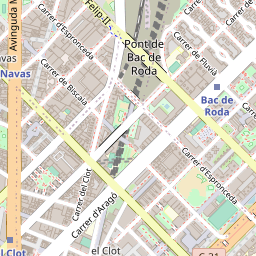 Avinguda M
Felip II
Carrer d'Espronceda
Pont de
Bac de
Roda
Carrer de Fluvià
Navas
Carrer de Biscaia
Bac de
Roda
Carrer d'Espronceda
Carrer del Clot
Carrer d'Aragó
el Clot
el Clot
C-31